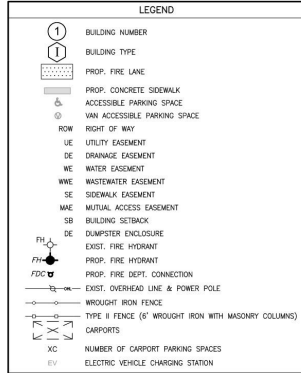 LEGEND
1 BUILDING NUMBER
I BUILDING TYPE
PROP. FIRE LANE
PROP. CONCRETE SIDEWALK
ACCESSIBLE PARKING SPACE
V VAN ACCESSIBLE PARKING SPACE
ROW RIGHT OF WAY
UE UTILITY EASEMENT
DE DRAINAGE EASEMENT
WE WATER EASEMENT
WWE WASTEWATER EASEMENT
SE SIDEWALK EASEMENT
MAE MUTUAL ACCESS EASEMENT
SB BUILDING SETBACK
DE DUMPSTER ENCLOSURE
FH EXIST. FIRE HYDRANT
FH PROP. FIRE HYDRANT
FDC PROP. FIRE DEPT. CONNECTION
OHL EXIST. OVERHEAD LINE & POWER POLE
WROUGHT IRON FENCE
TYPE II FENCE (6' WROUGHT IRON WITH MASONRY COLUMNS)
CARPORTS
XC NUMBER OF CARPORT PARKING SPACES
EV ELECTRIC VEHICLE CHARGING STATION